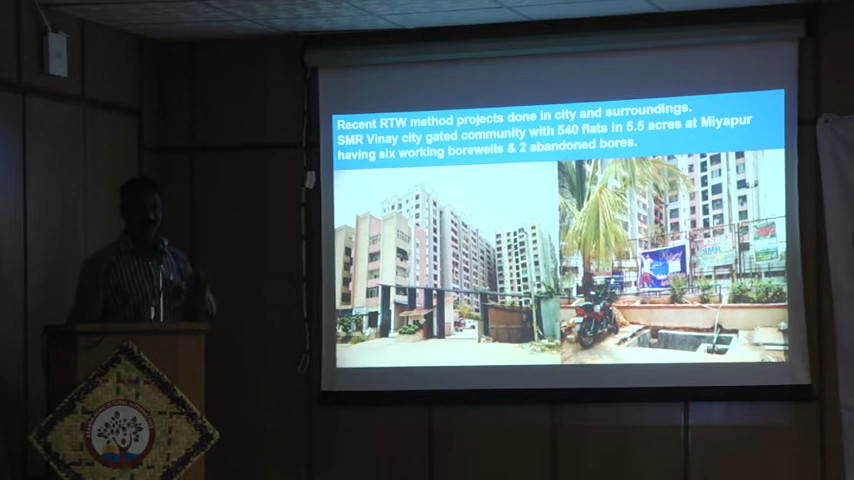 Recent RTW method projects done in city and surroundings.
SMR Vinay city gated community with 540 flats in 5.5 acres at Miyapur
having six working borewells & 2 abandoned bores.
SMR